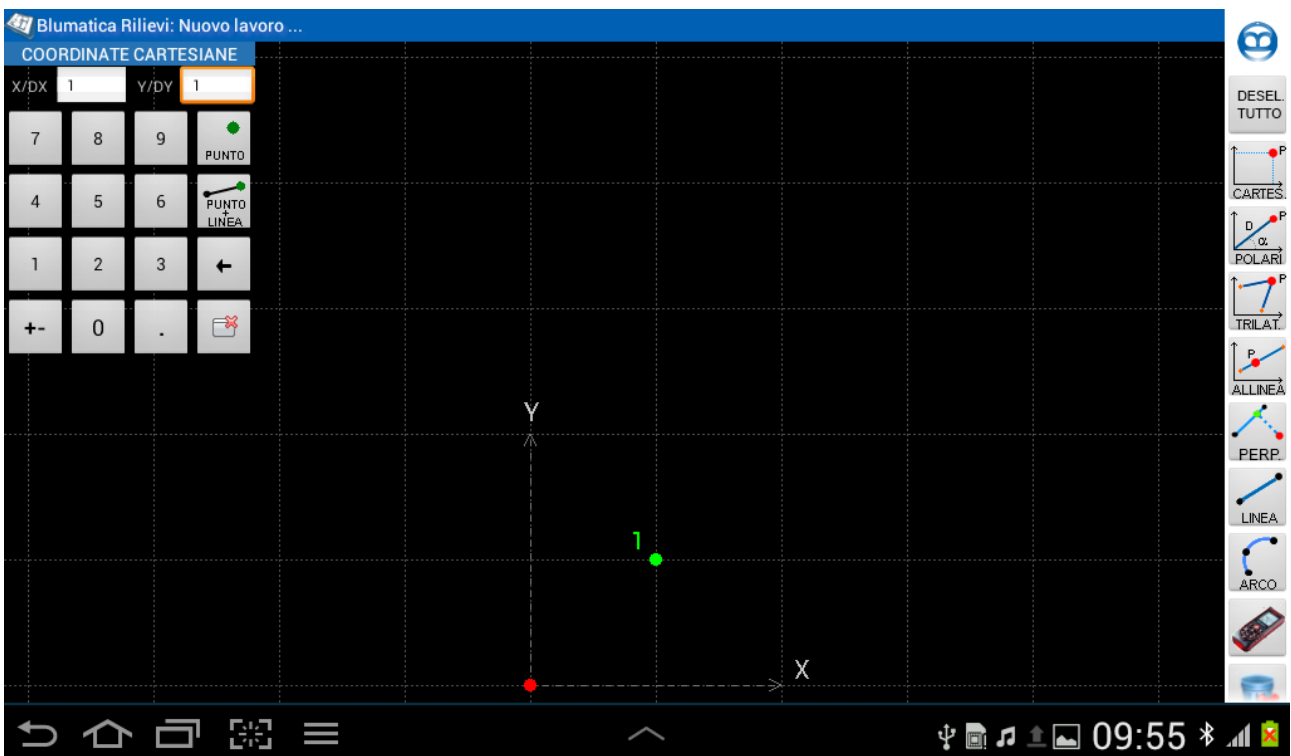 Blumatica Rilievi: Nuovo lavoro ...
COORDINATE CARTESIANE
X/DX 1 Y/DY 1
7 8 9 PUNTO
4 5 6 PUNTO + LINEA
1 2 3
+- 0 .
Y
1
X
DESEL.
TUTTO
P
CARTES.
D
α
P
POLARI
P
TRILAT.
P
ALLINEA
PERP.
LINEA
ARCO
09:55